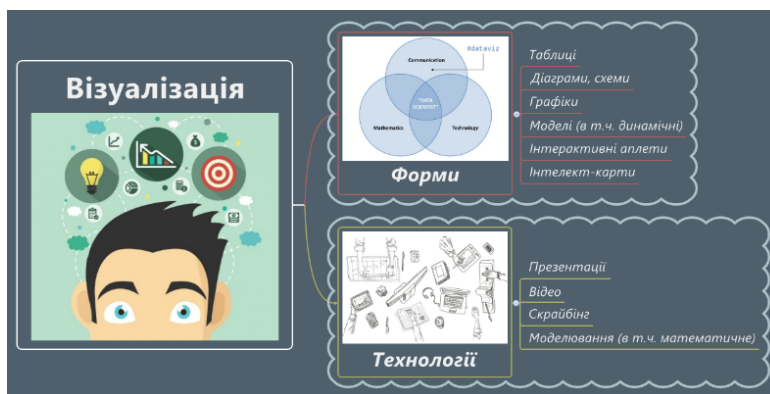 Візуалізація
#dataviz
Communication
"DATA
SCIENTIST"
Mathematics
Technology
Форми
Таблиці
Діаграми, схеми
Графіки
Моделі (в т.ч. динамічні)
Інтерактивні аплети
Інтелект-карти
Технології
Презентації
Відео
Скрайбінг
Моделювання (в т.ч. математичне)